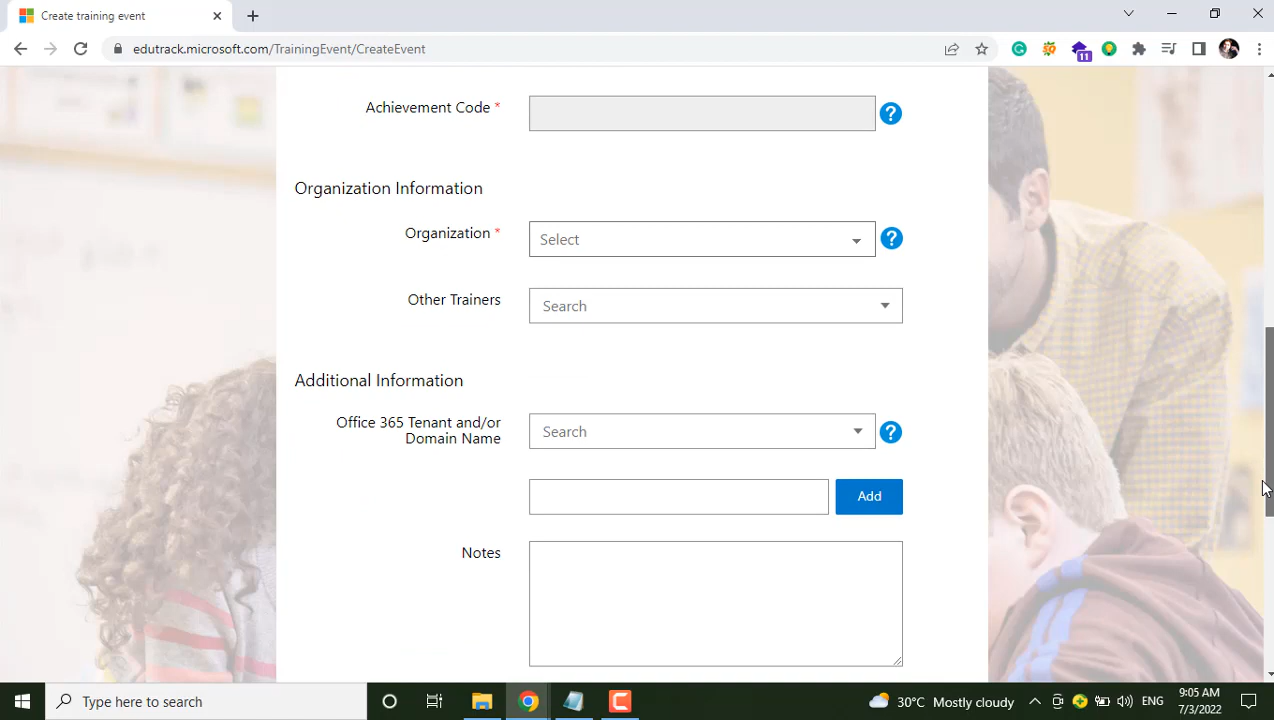 Create training event
edutrack.microsoft.com/TrainingEvent/CreateEvent
11
Achievement Code *
?
Organization Information
Organization *
Select
?
Other Trainers
Search
Additional Information
Office 365 Tenant and/or
Domain Name
Search
?
Add
Notes
Type here to search
30°C Mostly cloudy
ENG
9:05 AM
7/3/2022